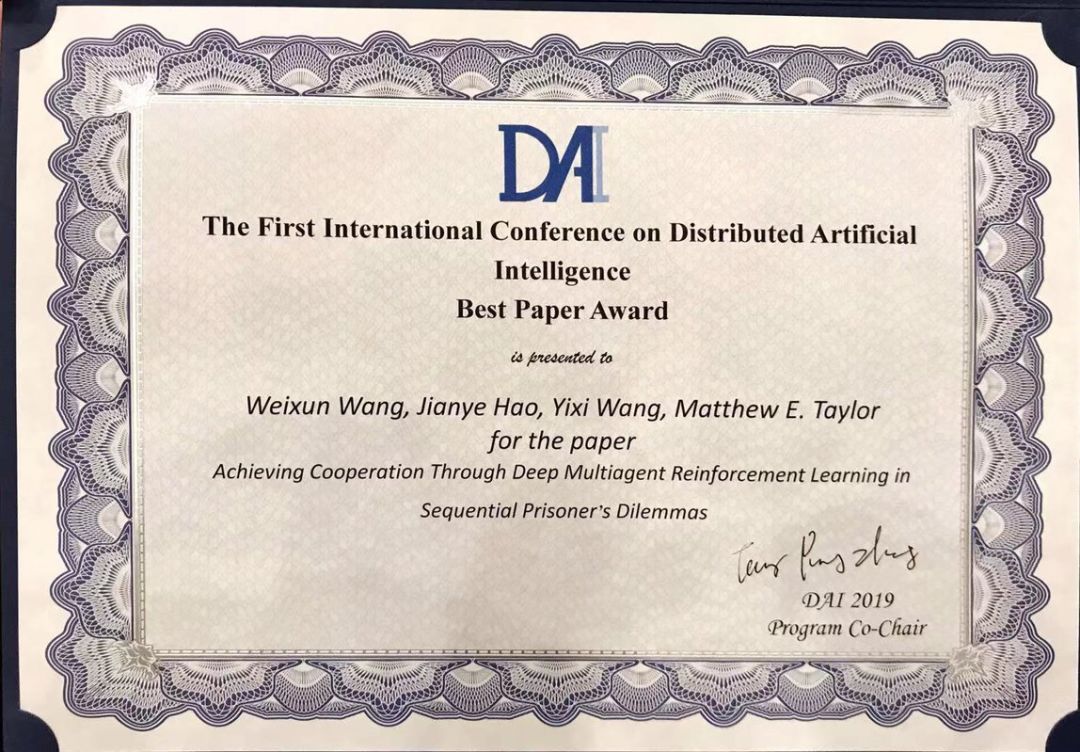 DAI
The First International Conference on Distributed Artificial
Intelligence
Best Paper Award
is presented to
Weixun Wang, Jianye Hao, Yixi Wang, Matthew E. Taylor
for the paper
Achieving Cooperation Through Deep Multiagent Reinforcement Learning in
Sequential Prisoner's Dilemmas
DAI 2019
Program Co-Chair